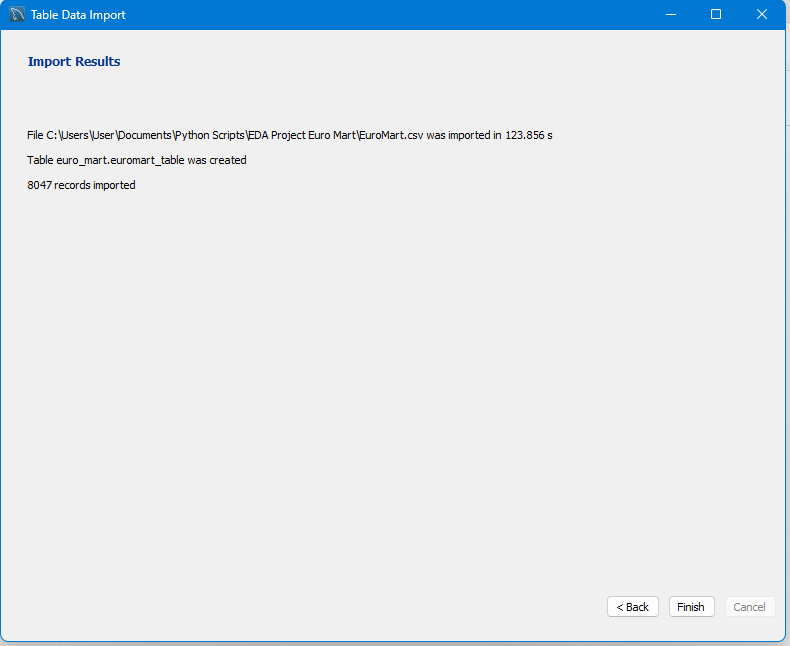 Table Data Import
Import Results
File C:\Users\User\Documents\Python Scripts\EDA Project Euro Mart\EuroMart.csv was imported in 123.856 s
Table euro_mart.euromart_table was created
8047 records imported
< Back Finish Cancel